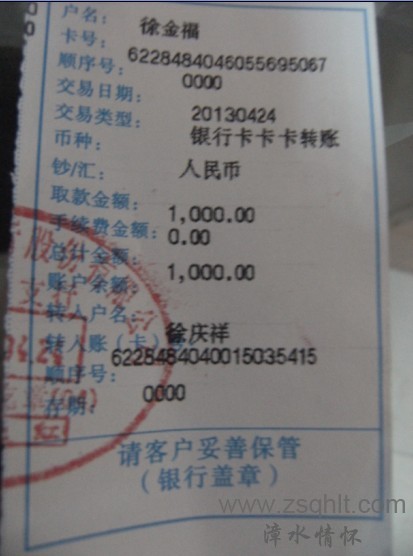 户名：徐金福
卡号：6228484046055695067
顺序号：0000
交易日期：20130424
交易类型：银行卡卡卡转账
币种：人民币
钞/汇：
取款金额：1,000.00
手续费金额：0.00
总计金额：1,000.00
账户余额：
转入户名：徐庆祥
转入账（卡）6228484040015035415
顺序号：0000
存期：
请客户妥善保管
（银行盖章）
www.zsqhlt.com
漳水情怀